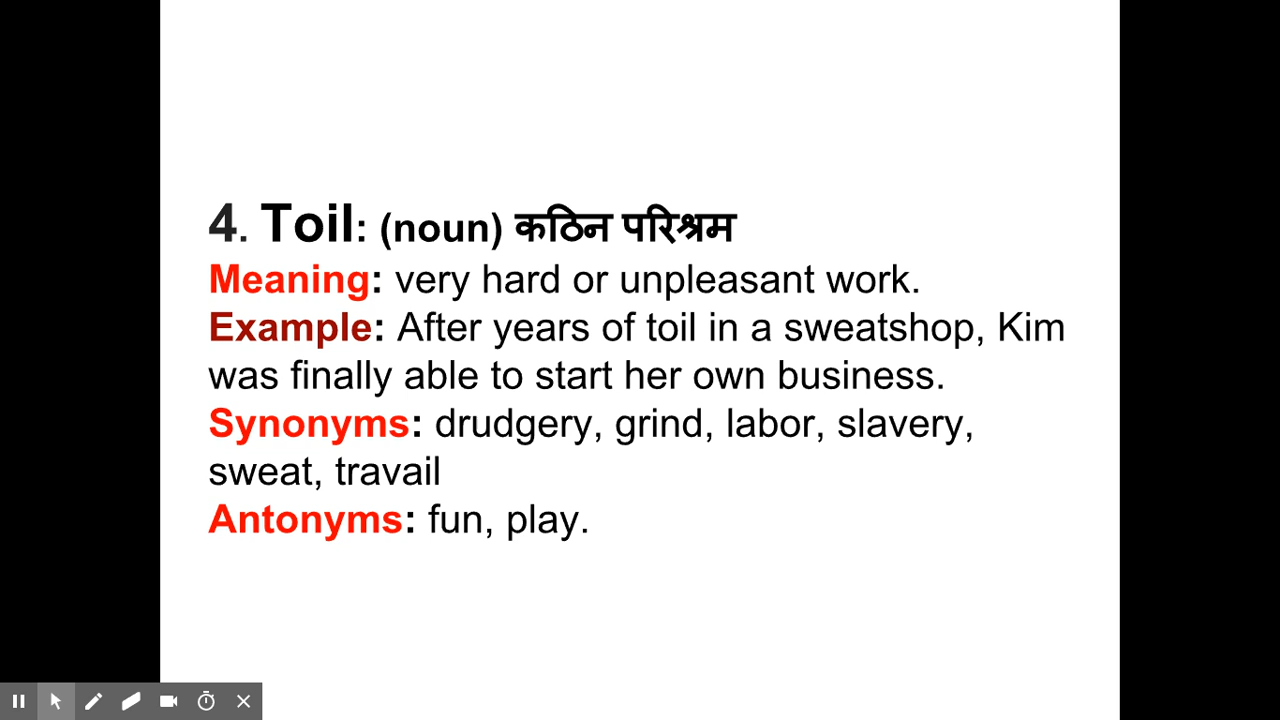 4. Toil: (noun) कठिन परिश्रम
Meaning: very hard or unpleasant work.
Example: After years of toil in a sweatshop, Kim
was finally able to start her own business.
Synonyms: drudgery, grind, labor, slavery,
sweat, travail
Antonyms: fun, play.